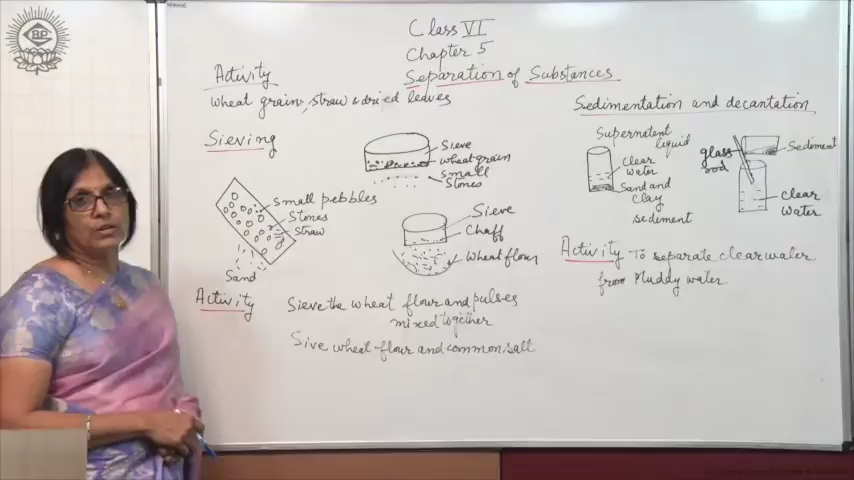 Class VI
Chapter 5
Separation of Substances
Activity
wheat grain, straw & dried leaves
Sieving
Sieve
wheat grain
small
stones
small pebbles
stones
straw
Sand
Sieve
Chaff
wheat flour
Activity
Sieve the wheat flour and pulses
mixed together
Sive wheat flour and common salt
Sedimentation and decantation
Supernatent
liquid
clear
water
Sand and
clay
sediment
glass
rod
Sediment
clear
water
Activity To separate clear water
from Muddy water